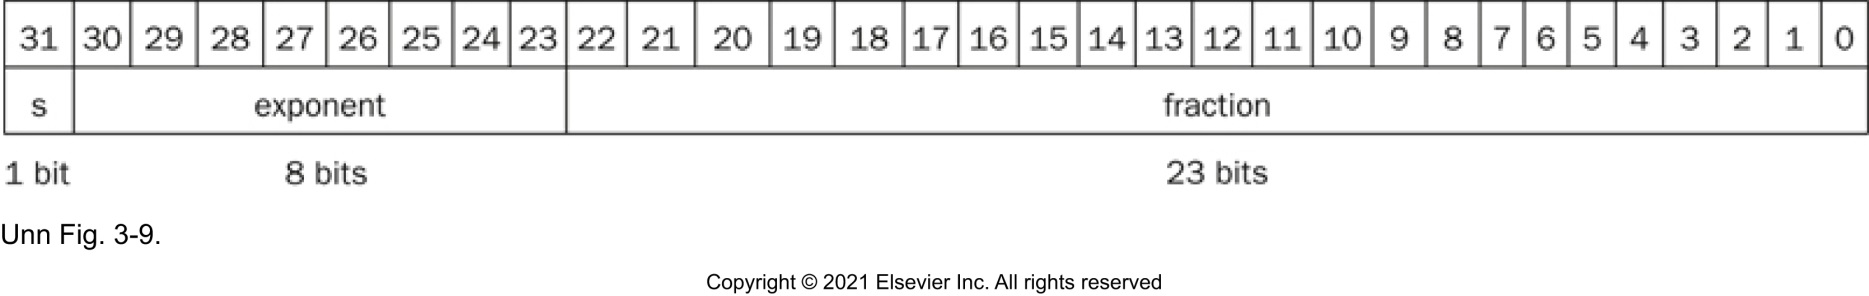 31 30 29 28 27 26 25 24 23 22 21 20 19 18 17 16 15 14 13 12 11 10 9 8 7 6 5 4 3 2 1 0
s exponent fraction
1 bit 8 bits 23 bits
Unn Fig. 3-9.
Copyright © 2021 Elsevier Inc. All rights reserved